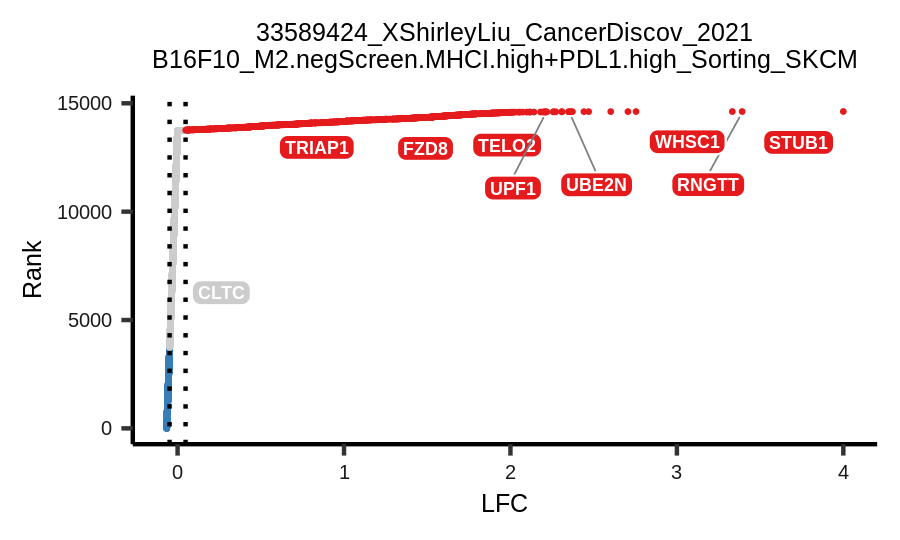 33589424_XShirleyLiu_CancerDiscov_2021
B16F10_M2.negScreen.MHCI.high+PDL1.high_Sorting_SKCM
15000
10000
5000
0
Rank
TRIAP1
FZD8
TELO2
WHSC1
STUB1
UPF1
UBE2N
RNGTT
CLTC
0
1
2
3
4
LFC